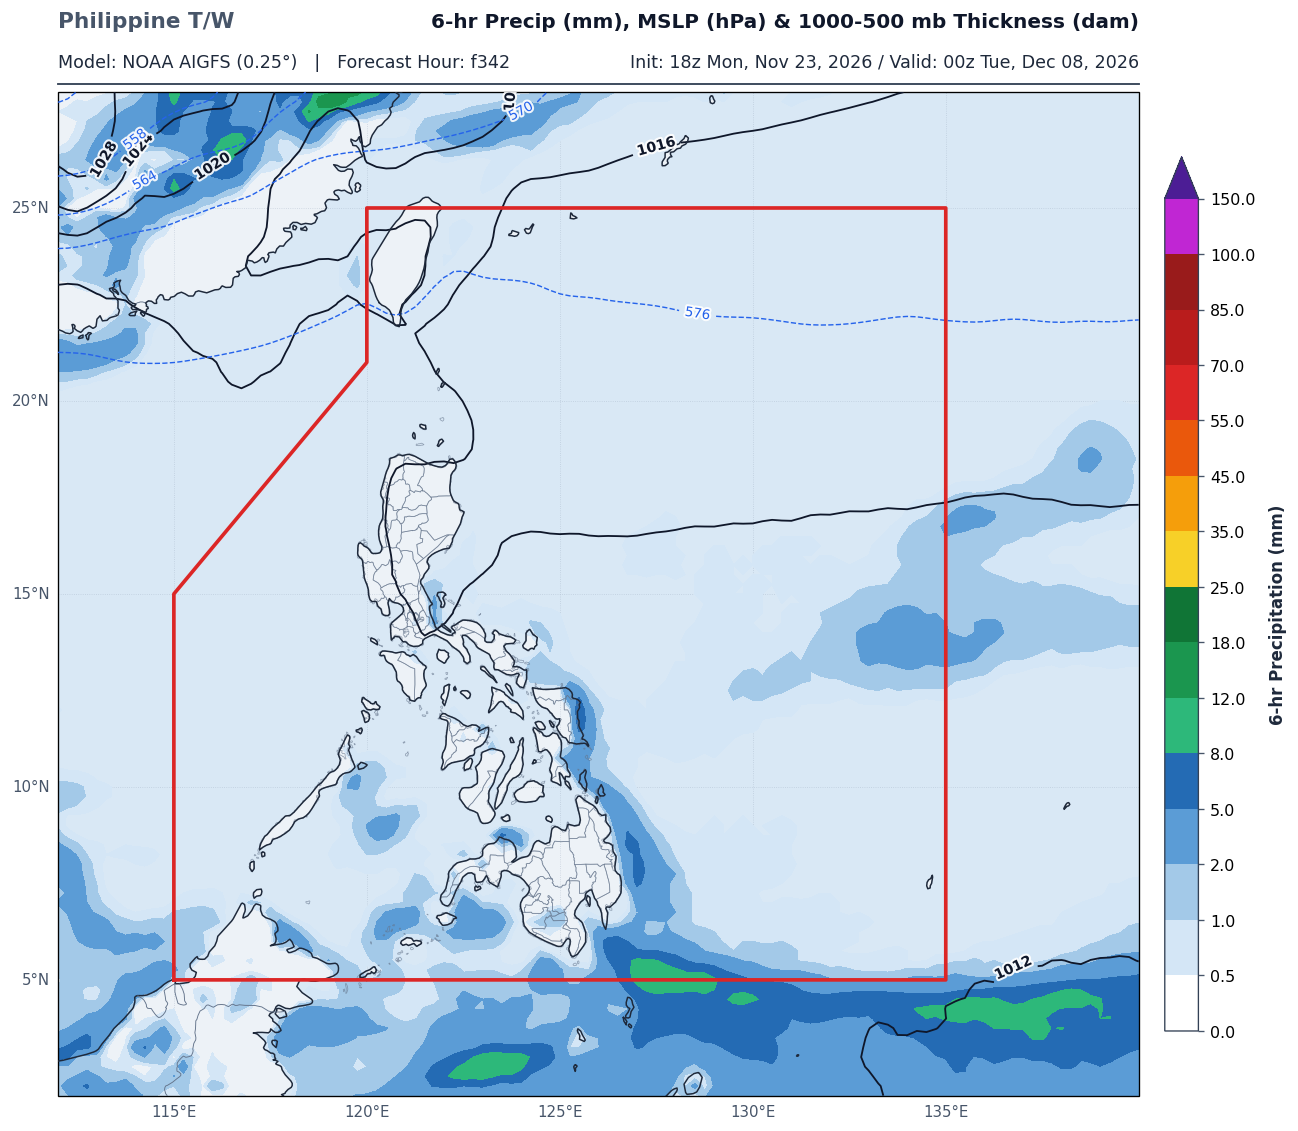 Philippine T/W
6-hr Precip (mm), MSLP (hPa) & 1000-500 mb Thickness (dam)
Model: NOAA AIGFS (0.25°) | Forecast Hour: f342
Init: 18z Mon, Nov 23, 2026 / Valid: 00z Tue, Dec 08, 2026
10
570
558
1028
1024
1020
564
1016
576
1012
25°N
20°N
15°N
10°N
5°N
115°E
120°E
125°E
130°E
135°E
150.0
100.0
85.0
70.0
55.0
45.0
35.0
25.0
18.0
12.0
8.0
5.0
2.0
1.0
0.5
0.0
6-hr Precipitation (mm)